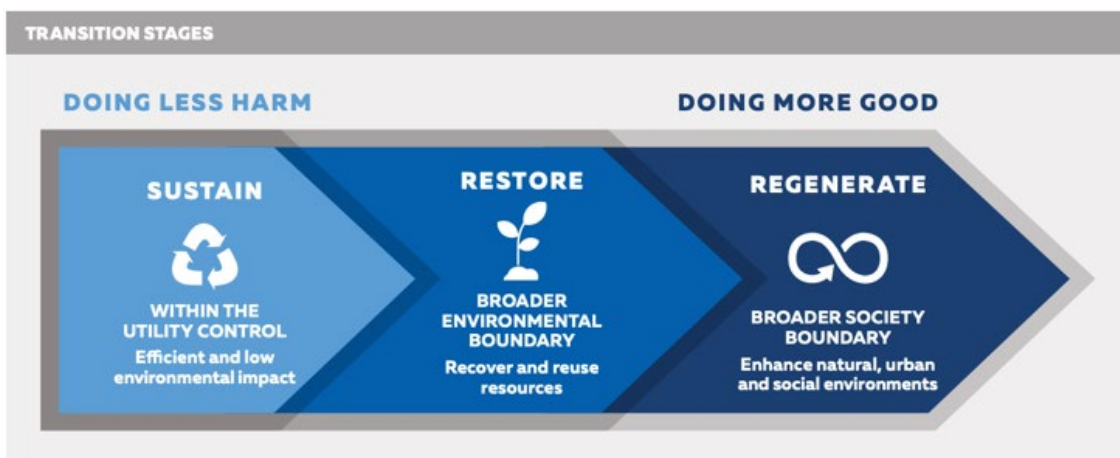 TRANSITION STAGES
DOING LESS HARM
DOING MORE GOOD
SUSTAIN
WITHIN THE
UTILITY CONTROL
Efficient and low
environmental impact
RESTORE
BROADER
ENVIRONMENTAL
BOUNDARY
Recover and reuse
resources
REGENERATE
BROADER SOCIETY
BOUNDARY
Enhance natural, urban
and social environments